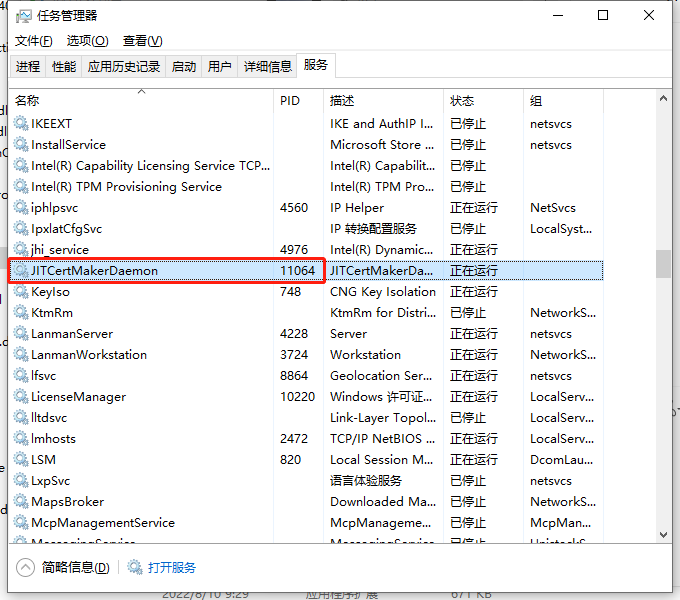 任务管理器
文件(F) 选项(O) 查看(V)
进程 性能 应用历史记录 启动 用户 详细信息 服务
名称 PID 描述 状态 组
IKEEXT IKE and AuthIP I... 已停止 netsvcs
InstallService Microsoft Store ... 已停止 netsvcs
Intel(R) Capability Licensing Service TCP... Intel(R) Capabilit... 已停止
Intel(R) TPM Provisioning Service Intel(R) TPM Pro... 已停止
iphlpsvc 4560 IP Helper 正在运行 NetSvcs
IpxlatCfgSvc IP 转换配置服务 已停止 LocalSyst...
jhi_service 4976 Intel(R) Dynamic... 正在运行
JITCertMakerDaemon 11064 JITCertMakerDa... 正在运行
KeyIso 748 CNG Key Isolation 正在运行
KtmRm KtmRm for Distri... 已停止 NetworkS...
LanmanServer 4228 Server 正在运行 netsvcs
LanmanWorkstation 3724 Workstation 正在运行 NetworkS...
lfsvc 8864 Geolocation Ser... 正在运行 netsvcs
LicenseManager 10220 Windows 许可证... 正在运行 LocalServ...
lltdsvc Link-Layer Topol... 已停止 LocalServ...
lmhosts 2472 TCP/IP NetBIOS ... 正在运行 LocalServ...
LSM 820 Local Session M... 正在运行 DcomLau...
LxpSvc 语言体验服务 已停止 netsvcs
MapsBroker Downloaded Ma... 已停止 NetworkS...
McpManagementService McpManageme... 已停止 McpMan...
MessagingService MessagingService... 已停止 UnistackS...
简略信息(D) 打开服务
2022/8/10 9:29 应用程序扩展 671 KB